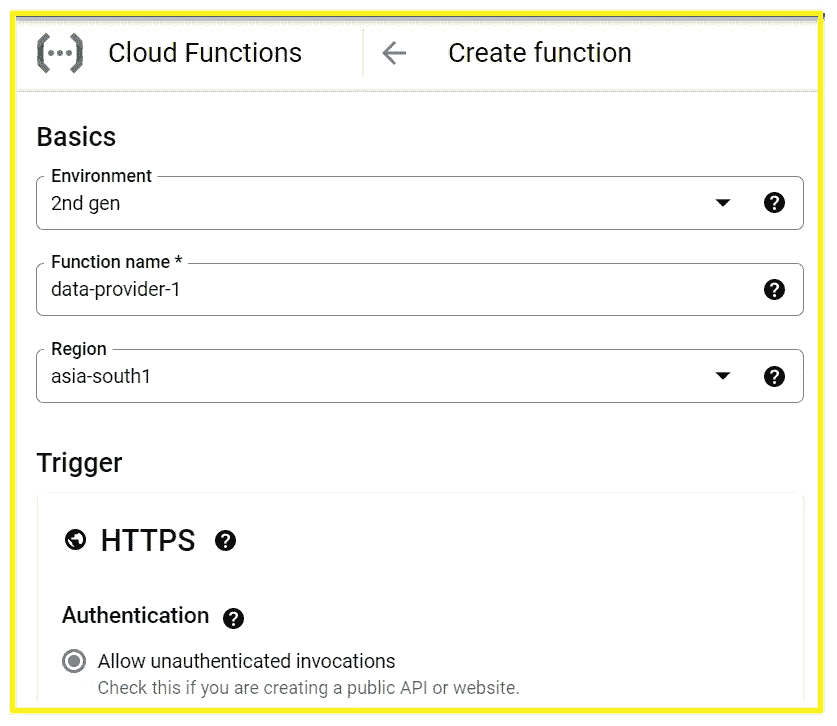 Cloud Functions
Create function
Basics
Environment
2nd gen
Function name *
data-provider-1
Region
asia-south1
Trigger
HTTPS
Authentication
Allow unauthenticated invocations
Check this if you are creating a public API or website.